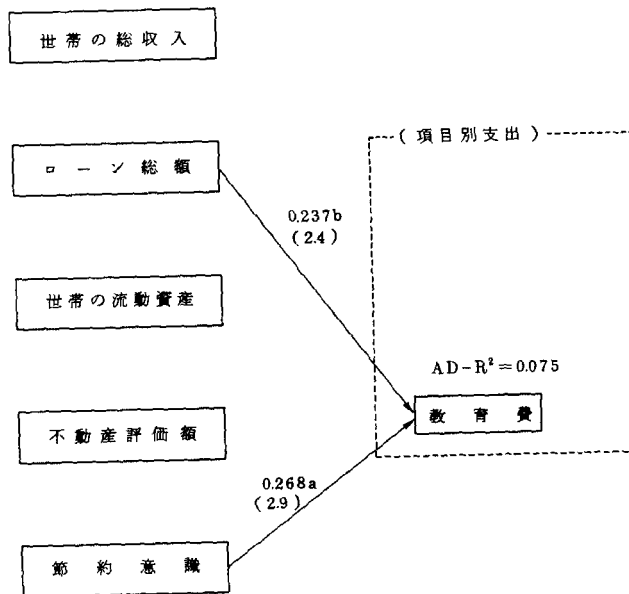 世帯の総収入
(項目別支出)
ローン総額
0.237b
(2.4)
世帯の流動資産
AD-R²=0.075
教育費
不動産評価額
0.268a
(2.9)
節約意識